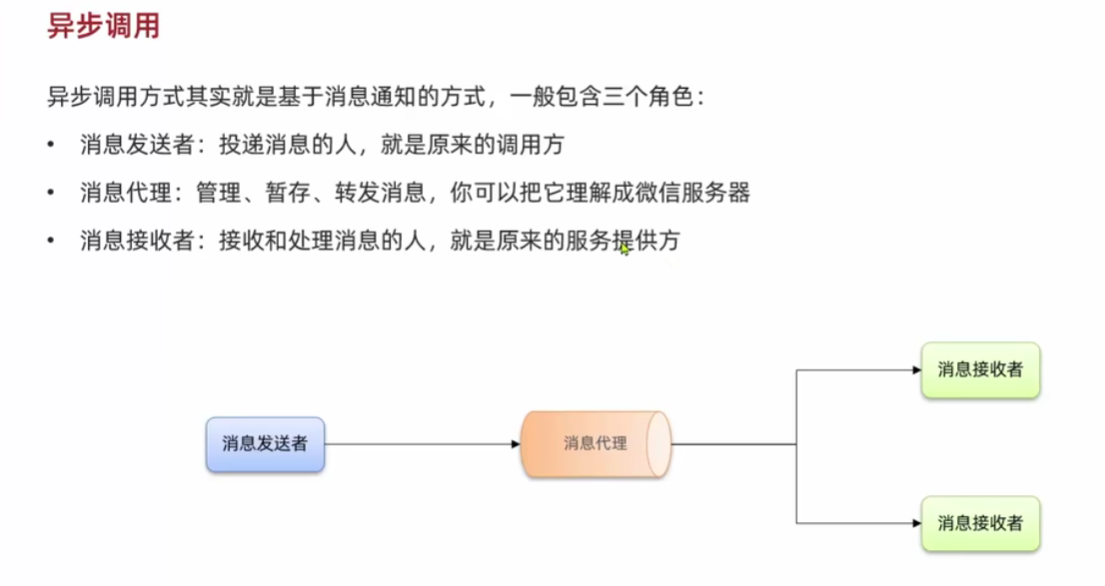 异步调用
异步调用方式其实就是基于消息通知的方式，一般包含三个角色：
• 消息发送者：投递消息的人，就是原来的调用方
• 消息代理：管理、暂存、转发消息，你可以把它理解成微信服务器
• 消息接收者：接收和处理消息的人，就是原来的服务提供方
消息接收者
消息发送者
消息代理
消息接收者